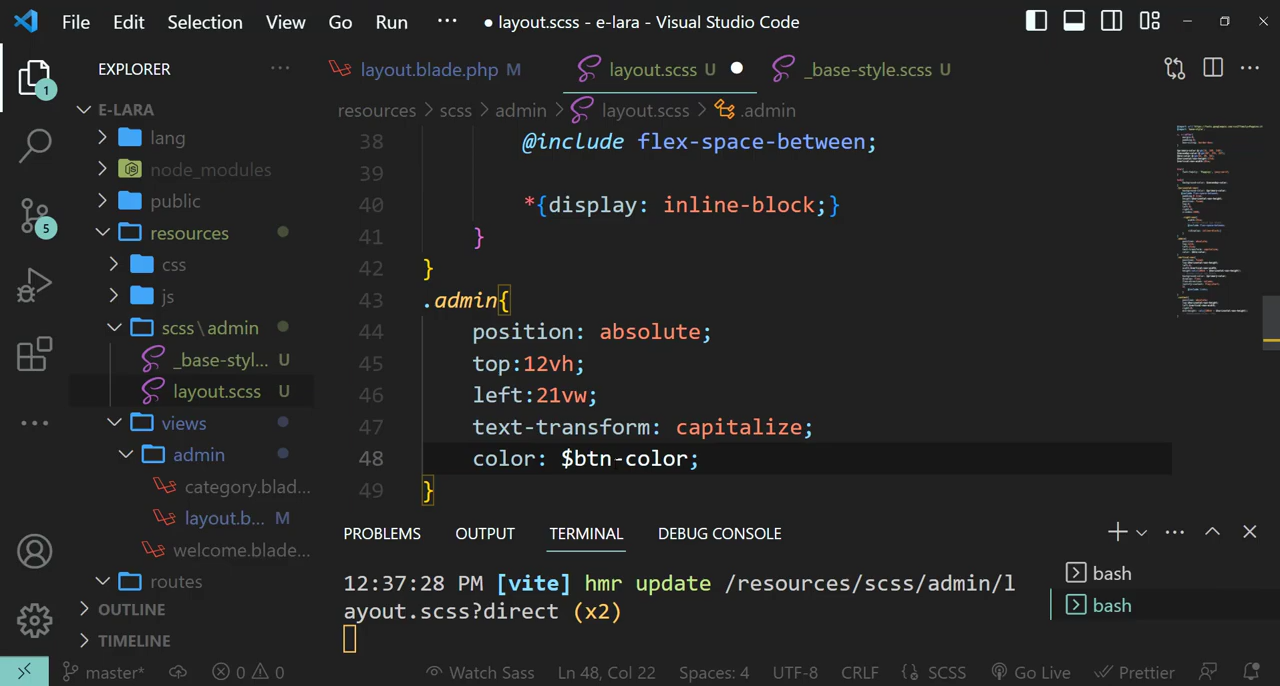 File Edit Selection View Go Run ··· ● layout.scss - e-lara - Visual Studio Code
EXPLORER ···
layout.blade.php M
layout.scss U ●
_base-style.scss U
resources > scss > admin > layout.scss > .admin
1
5
E-LARA
lang
node_modules
public
resources
css
js
scss\admin
_base-styl... U
layout.scss U
views
admin
category.blad...
layout.b... M
welcome.blade...
routes
OUTLINE
TIMELINE
38 @include flex-space-between;
39
40 *{display: inline-block;}
41 }
42 }
43 .admin{
44 position: absolute;
45 top:12vh;
46 left:21vw;
47 text-transform: capitalize;
48 color: $btn-color;
49 }
PROBLEMS OUTPUT TERMINAL DEBUG CONSOLE
12:37:28 PM [vite] hmr update /resources/scss/admin/l
ayout.scss?direct (x2)
bash
bash
master* 0 0 Watch Sass Ln 48, Col 22 Spaces: 4 UTF-8 CRLF SCSS Go Live Prettier